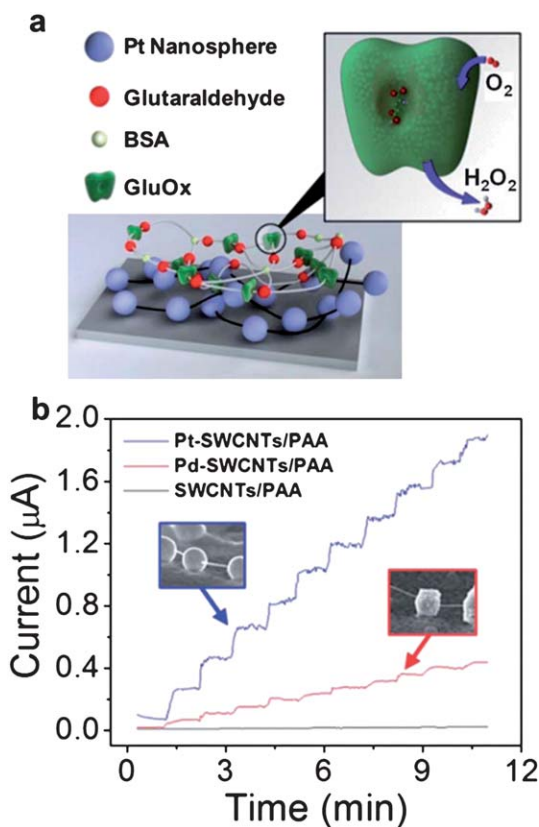 a
Pt Nanosphere
Glutaraldehyde
BSA
GluOx
O₂
H₂O₂
b
2.0
1.6
1.2
0.8
0.4
0.0
Current (μA)
Pt-SWCNTs/PAA
Pd-SWCNTs/PAA
SWCNTs/PAA
0
3
6
9
12
Time (min)